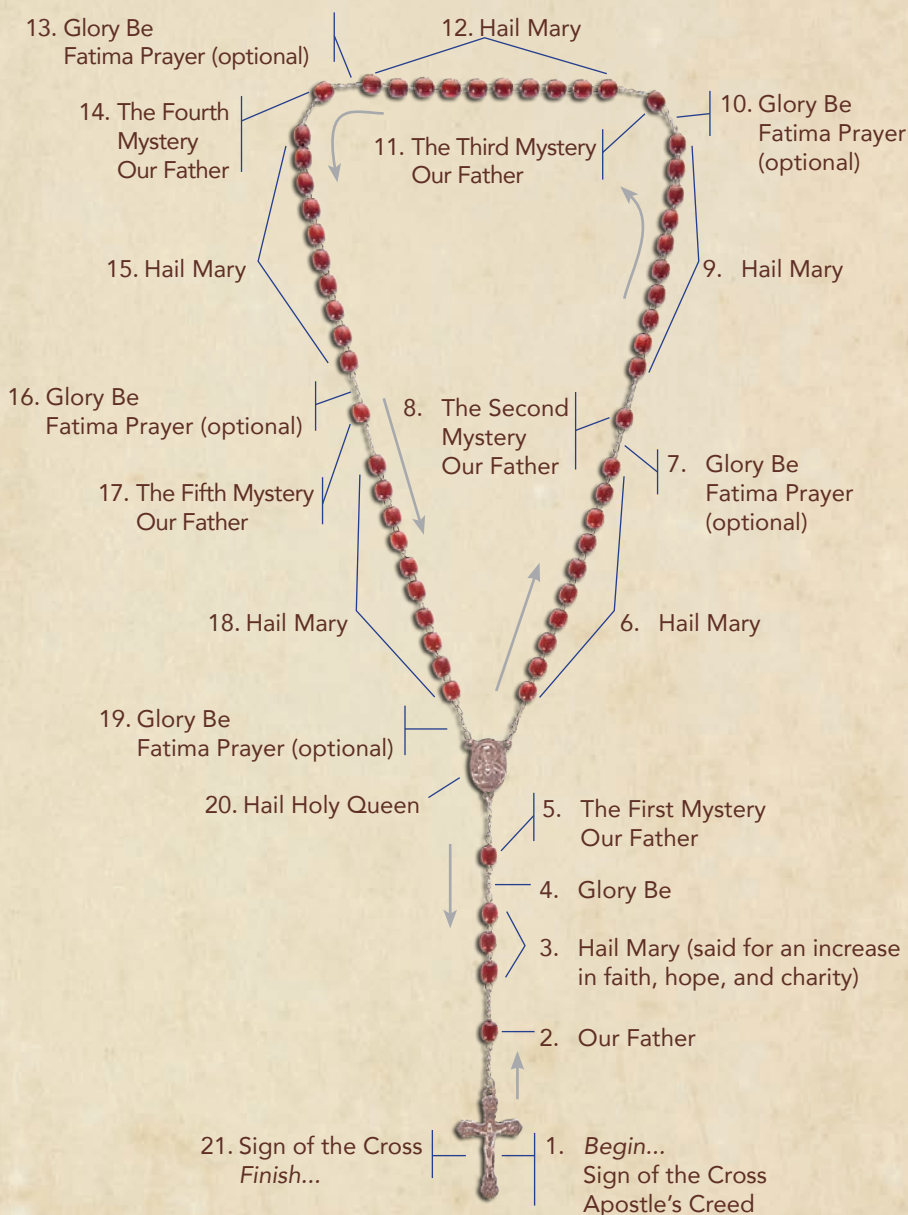 13. Glory Be
Fatima Prayer (optional)
12. Hail Mary
14. The Fourth
Mystery
Our Father
11. The Third Mystery
Our Father
10. Glory Be
Fatima Prayer
(optional)
15. Hail Mary
9. Hail Mary
16. Glory Be
Fatima Prayer (optional)
8. The Second
Mystery
Our Father
7. Glory Be
Fatima Prayer
(optional)
17. The Fifth Mystery
Our Father
18. Hail Mary
6. Hail Mary
19. Glory Be
Fatima Prayer (optional)
20. Hail Holy Queen
5. The First Mystery
Our Father
4. Glory Be
3. Hail Mary (said for an increase
in faith, hope, and charity)
2. Our Father
21. Sign of the Cross
Finish...
1. Begin...
Sign of the Cross
Apostle's Creed